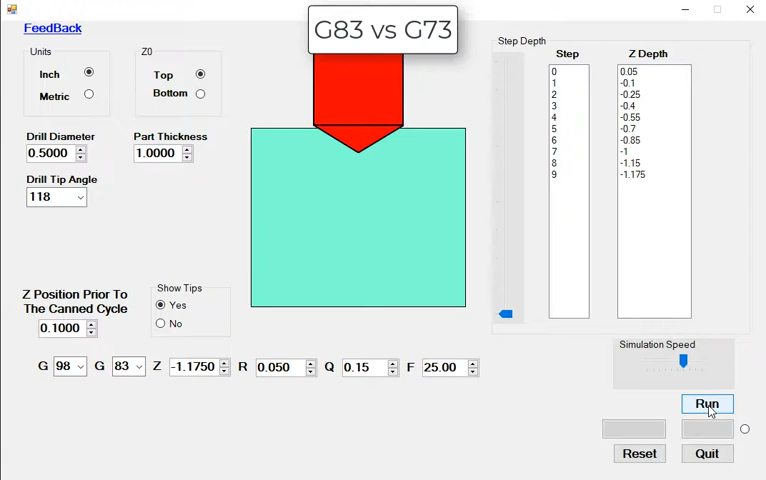 G83 vs G73
FeedBack
Units
Inch
Metric
Z0
Top
Bottom
Drill Diameter
0.5000
Part Thickness
1.0000
Drill Tip Angle
118
Z Position Prior To
The Canned Cycle
0.1000
Show Tips
Yes
No
G 98 G 83 Z -1.1750 R 0.050 Q 0.15 F 25.00
Step Depth
Step Z Depth
0 0.05
1 -0.1
2 -0.25
3 -0.4
4 -0.55
5 -0.7
6 -0.85
7 -1
8 -1.15
9 -1.175
Simulation Speed
Run
Reset
Quit